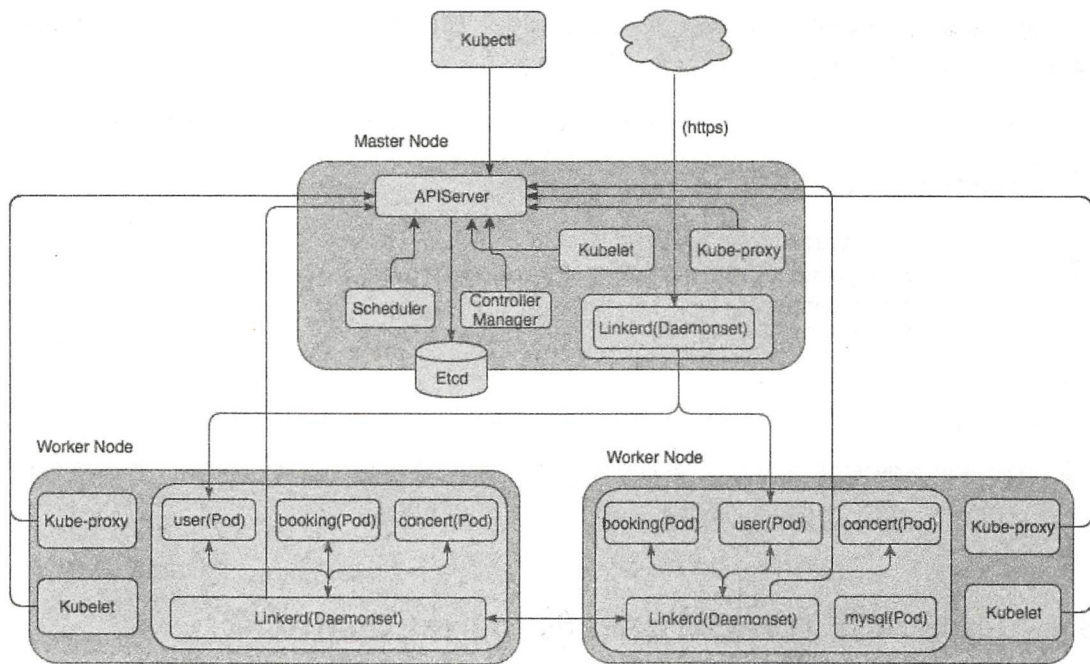 Kubectl
(https)
Master Node
APIServer
Kubelet
Kube-proxy
Scheduler
Controller
Manager
Linkerd(Daemonset)
Etcd
Worker Node
Worker Node
Kube-proxy
user(Pod)
booking(Pod)
concert(Pod)
booking(Pod)
user(Pod)
concert(Pod)
Kube-proxy
Kubelet
Linkerd(Daemonset)
Linkerd(Daemonset)
mysql(Pod)
Kubelet